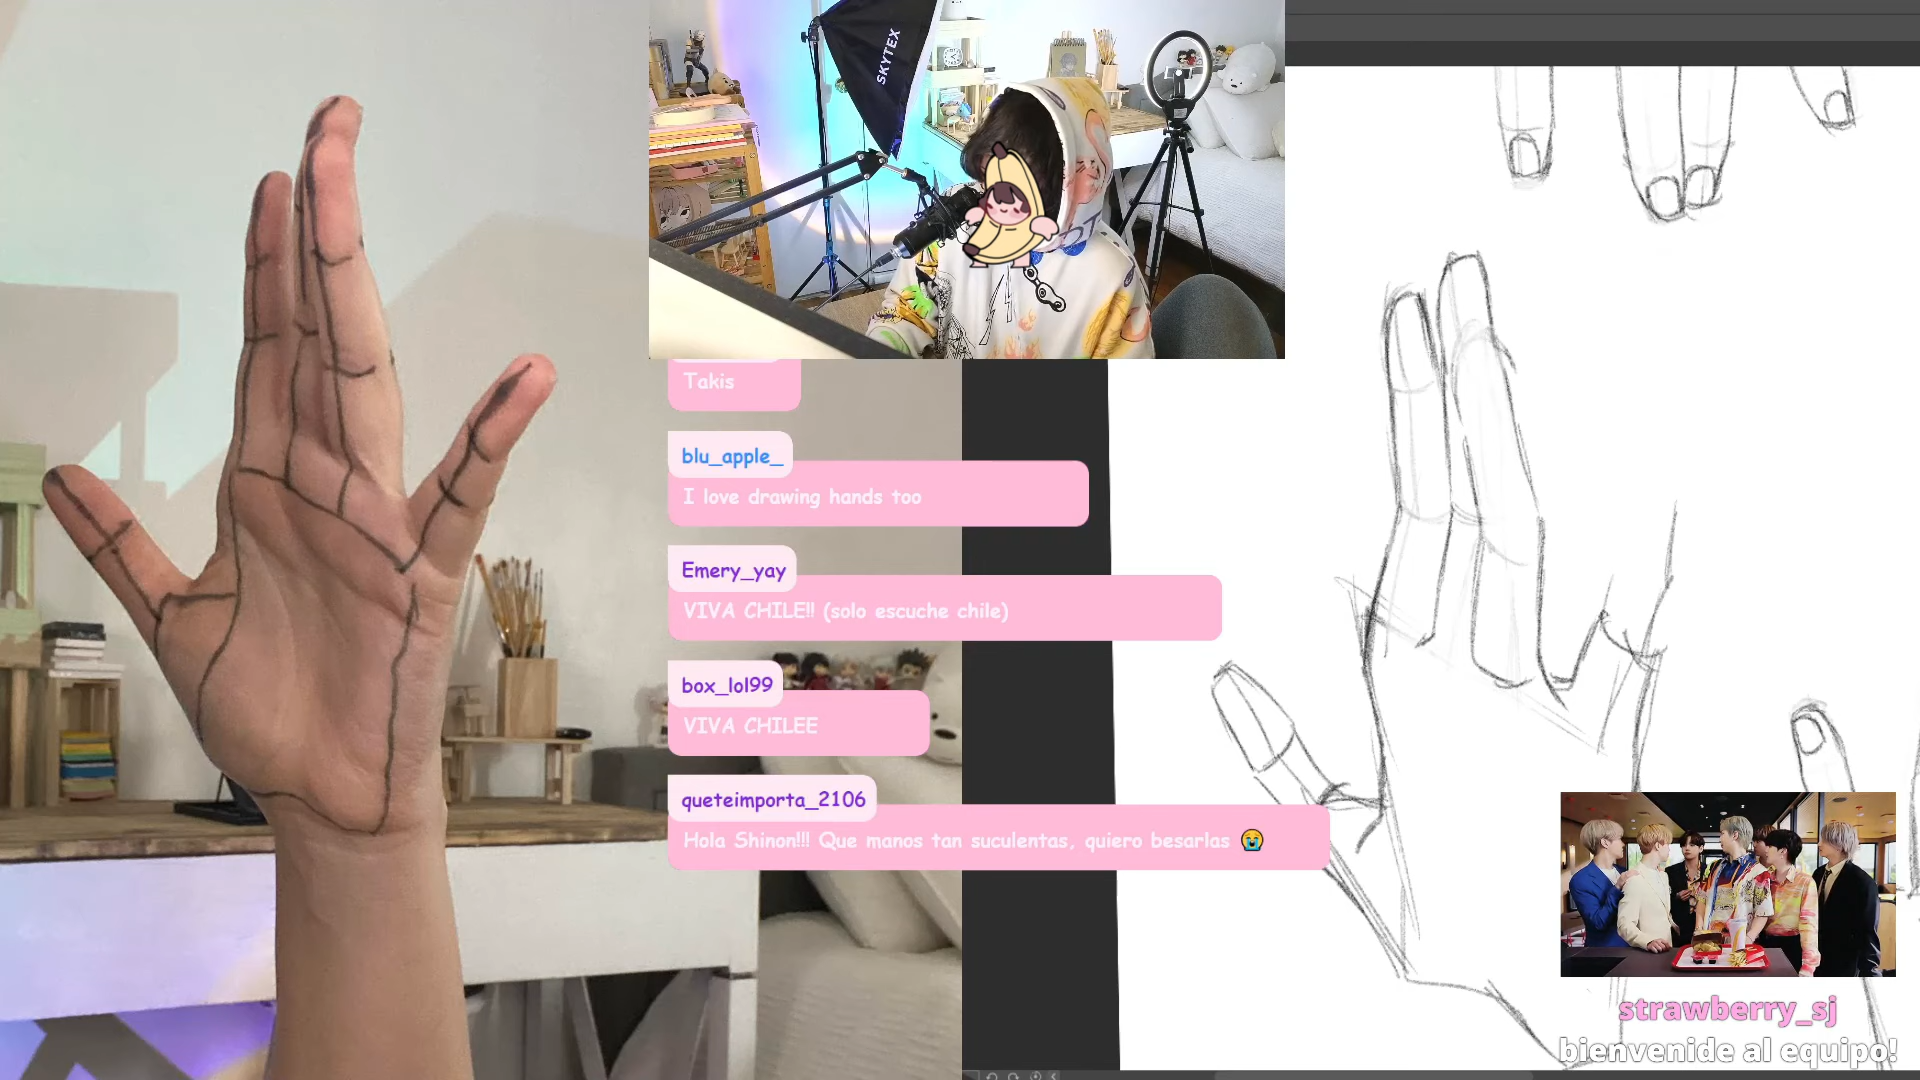 SKYTEX
Takis
blu_apple_
I love drawing hands too
Emery_yay
VIVA CHILE!! (solo escuche chile)
box_lol99
VIVA CHILEE
queteimporta_2106
Hola Shinon!!! Que manos tan suculentas, quiero besarlas 😭
strawberry_sj
bienvenide al equipo!